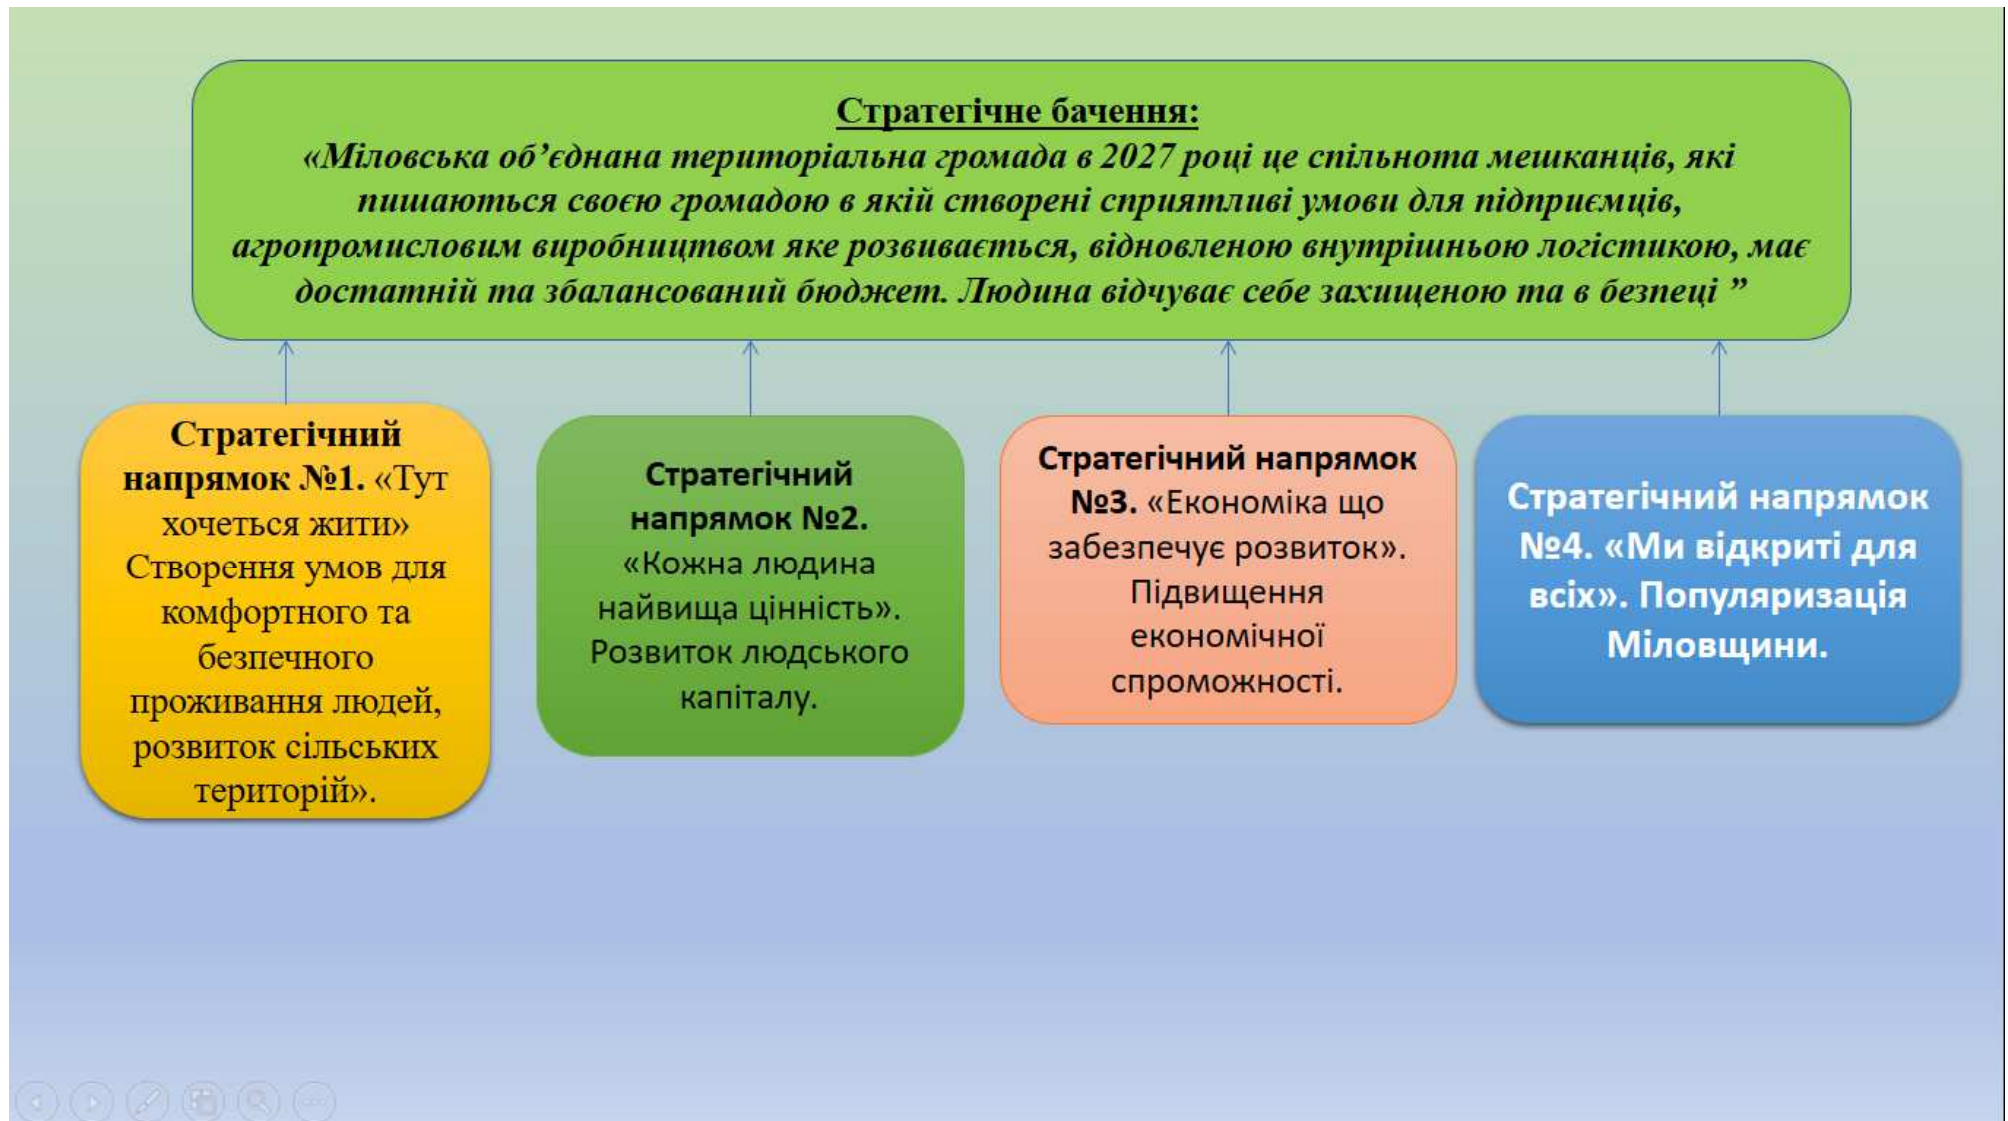 Стратегічне бачення:
«Міловська об’єднана територіальна громада в 2027 році це спільнота мешканців, які
пишаються своєю громадою в якій створені сприятливі умови для підприємців,
агропромисловим виробництвом яке розвивається, відновленою внутрішньою логістикою, має
достатній та збалансований бюджет. Людина відчуває себе захищеною та в безпеці ”
Стратегічний
напрямок №1. «Тут
хочеться жити»
Створення умов для
комфортного та
безпечного
проживання людей,
розвиток сільських
територій».
Стратегічний
напрямок №2.
«Кожна людина
найвища цінність».
Розвиток людського
капіталу.
Стратегічний напрямок
№3. «Економіка що
забезпечує розвиток».
Підвищення
економічної
спроможності.
Стратегічний напрямок
№4. «Ми відкриті для
всіх». Популяризація
Міловщини.